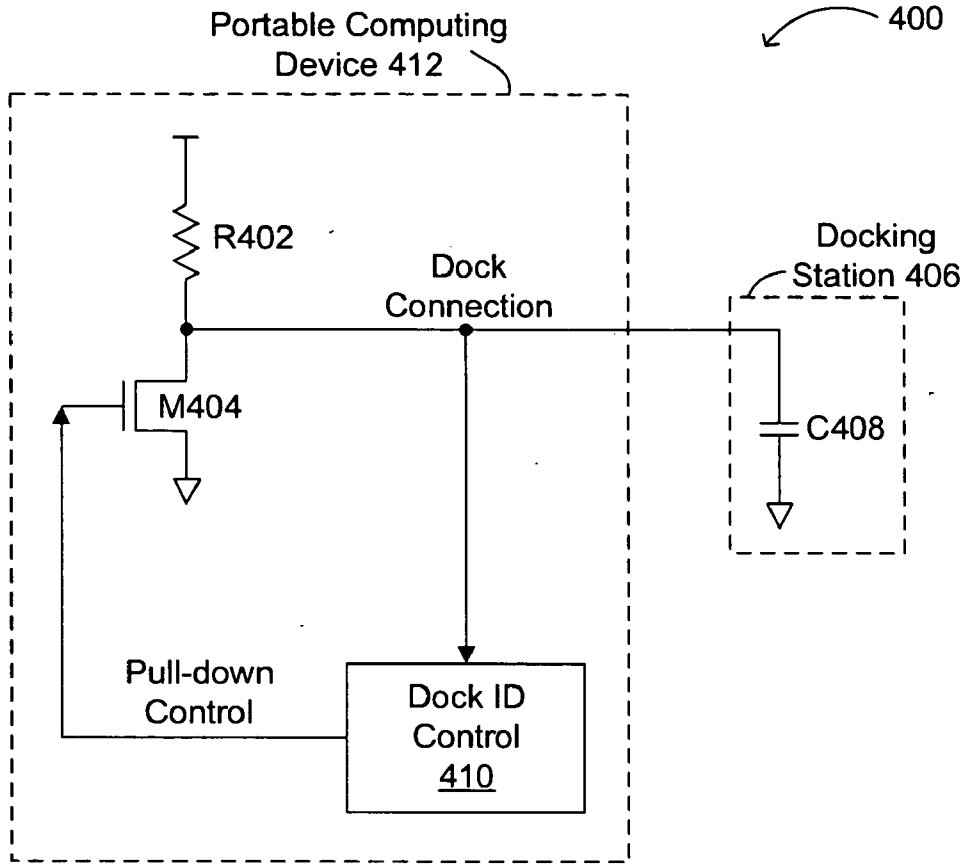 Portable Computing
Device 412
400
R402
Dock
Connection
Docking
Station 406
M404
C408
Pull-down
Control
Dock ID
Control
410